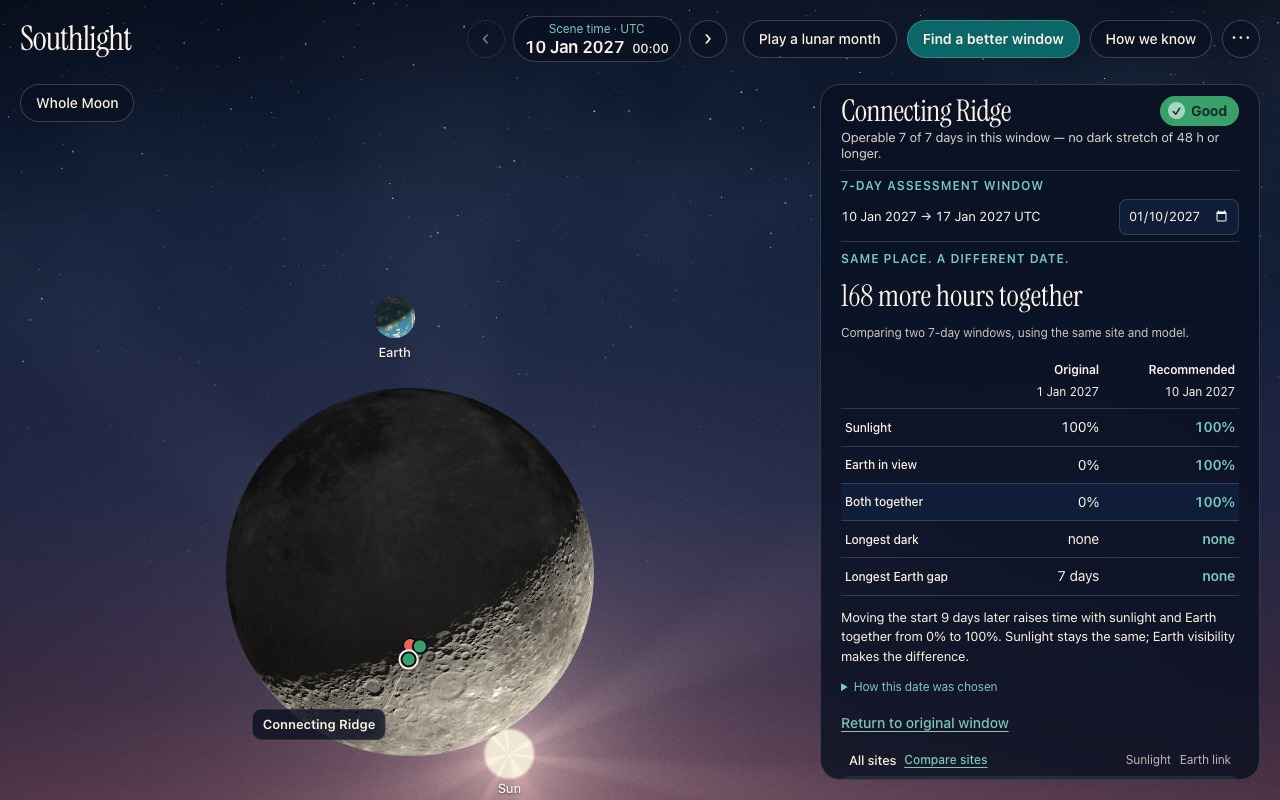 Southlight
Scene time · UTC
10 Jan 2027 00:00
Play a lunar month
Find a better window
How we know
Whole Moon
Connecting Ridge
Good
Operable 7 of 7 days in this window — no dark stretch of 48 h or
longer.
7-DAY ASSESSMENT WINDOW
10 Jan 2027 → 17 Jan 2027 UTC
01/10/2027
SAME PLACE. A DIFFERENT DATE.
168 more hours together
Comparing two 7-day windows, using the same site and model.
Original Recommended
1 Jan 2027 10 Jan 2027
Sunlight 100% 100%
Earth in view 0% 100%
Both together 0% 100%
Longest dark none none
Longest Earth gap 7 days none
Moving the start 9 days later raises time with sunlight and Earth
together from 0% to 100%. Sunlight stays the same; Earth visibility
makes the difference.
How this date was chosen
Return to original window
All sites Compare sites Sunlight Earth link
Earth
Connecting Ridge
Sun